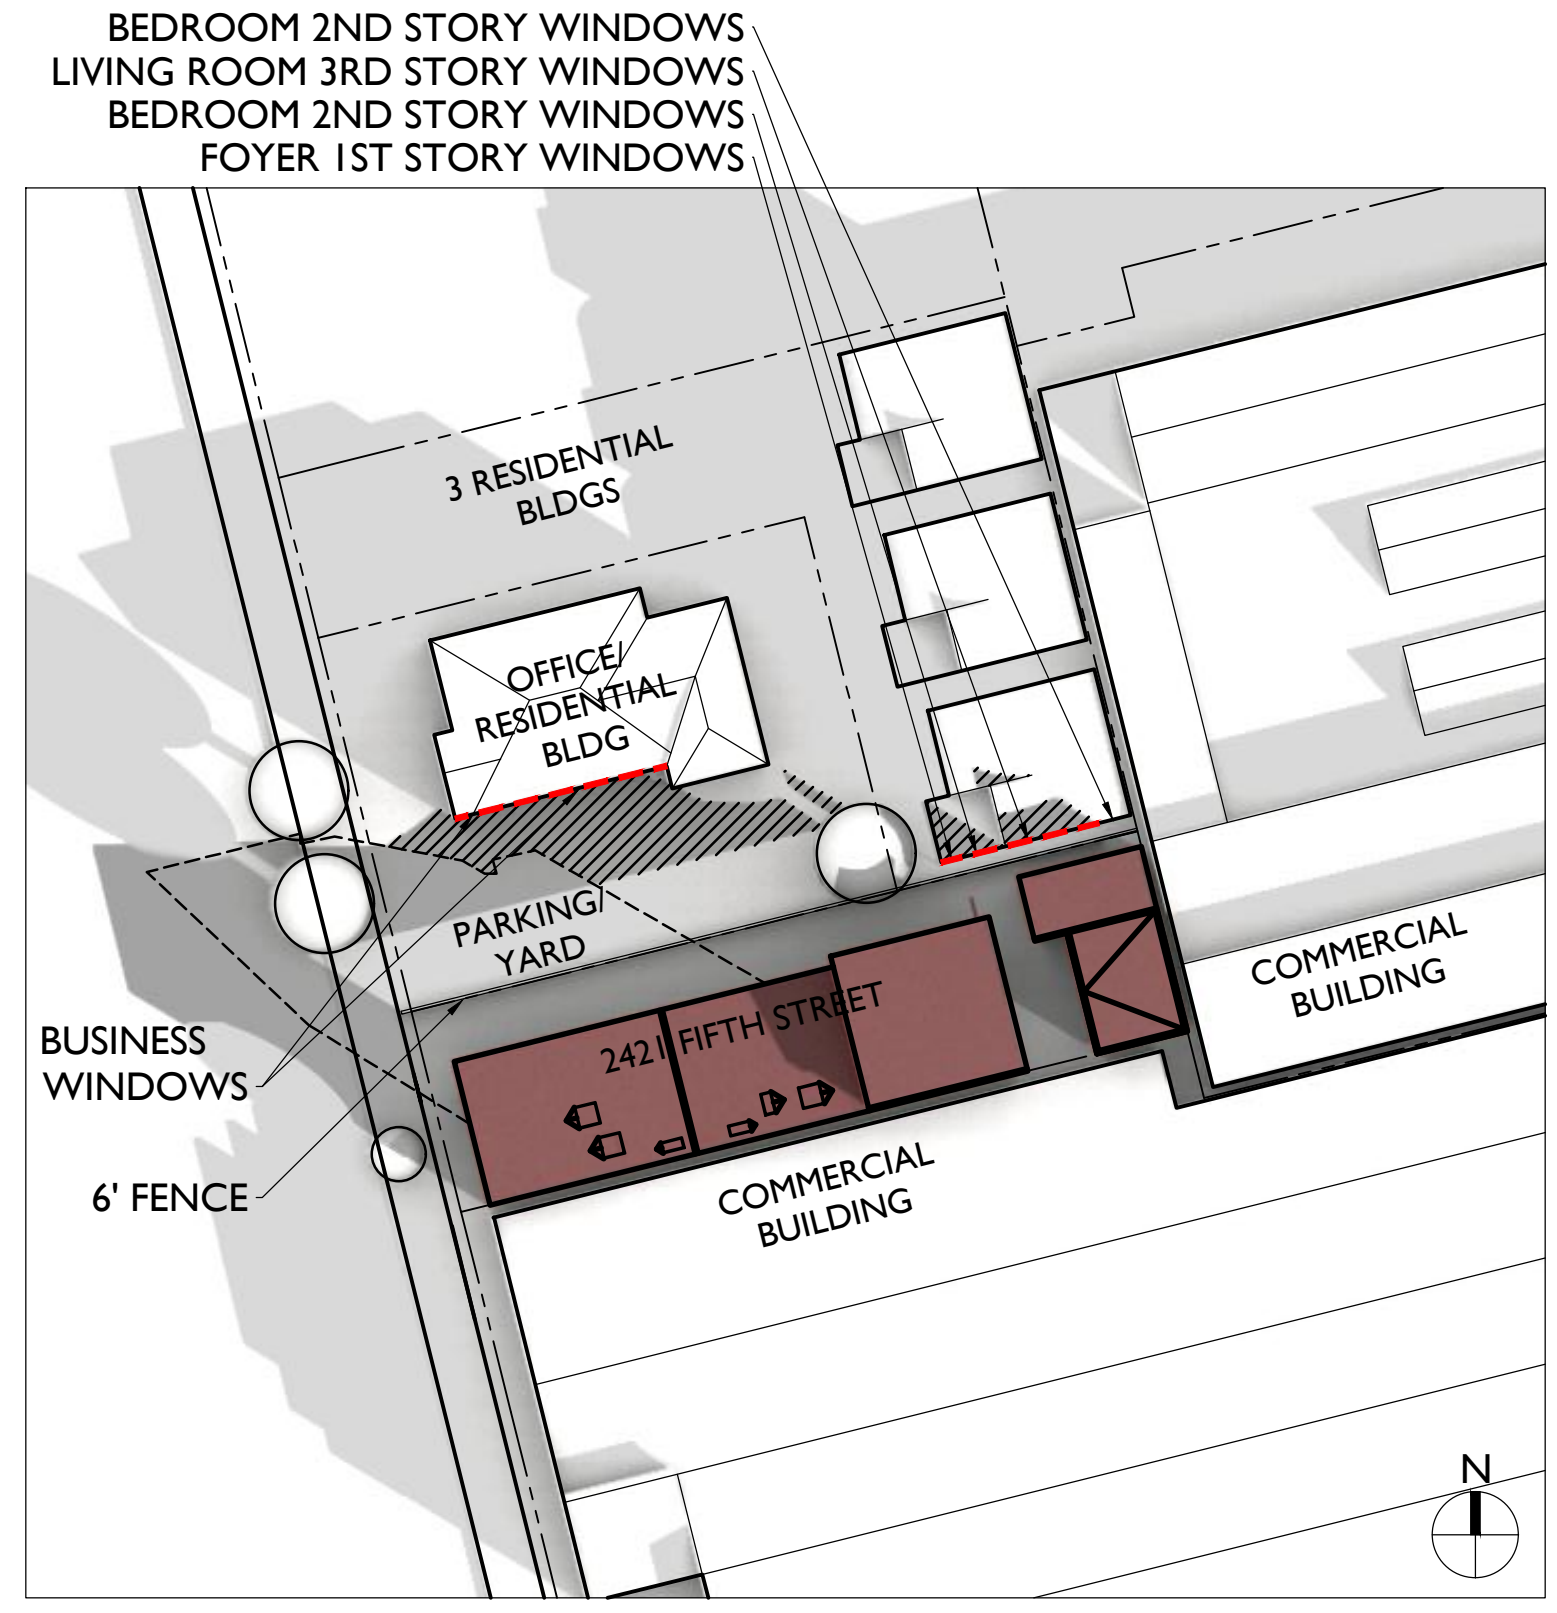 BEDROOM 2ND STORY WINDOWS
LIVING ROOM 3RD STORY WINDOWS
BEDROOM 2ND STORY WINDOWS
FOYER 1ST STORY WINDOWS
3 RESIDENTIAL
BLDGS
OFFICE/
RESIDENTIAL
BLDG
PARKING/
YARD
2421 FIFTH STREET
COMMERCIAL
BUILDING
BUSINESS
WINDOWS
6' FENCE
COMMERCIAL
BUILDING
N